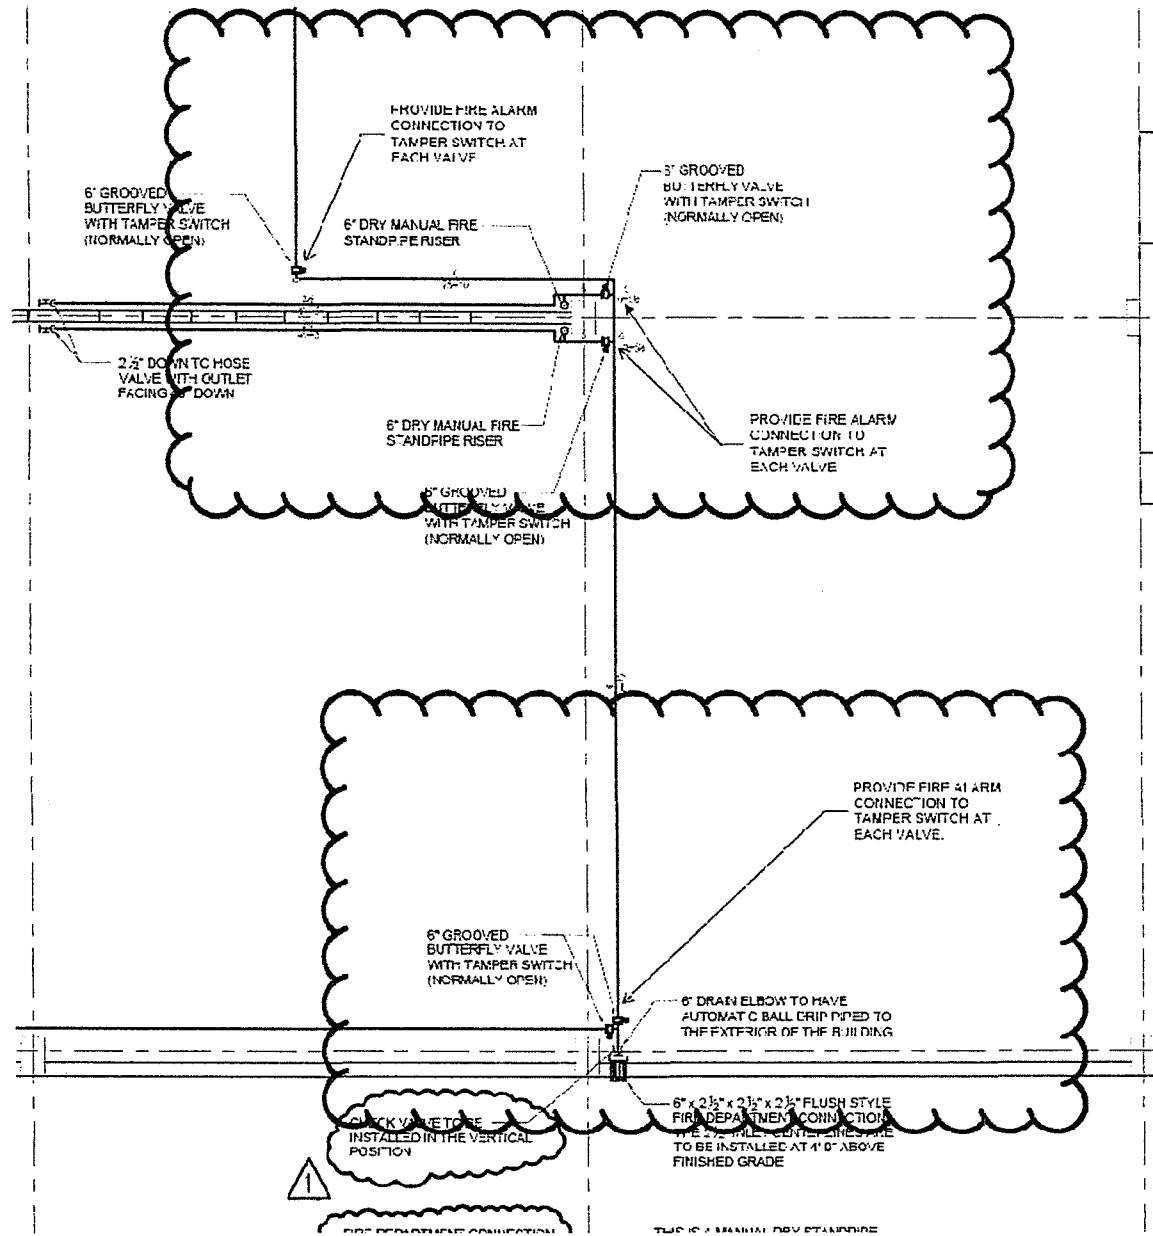 PROVIDE FIRE ALARM
CONNECTION TO
TAMPER SWITCH AT
EACH VALVE
6" GROOVED
BUTTERFLY VALVE
WITH TAMPER SWITCH
(NORMALLY OPEN)
6" GROOVED
BUTTERFLY VALVE
WITH TAMPER SWITCH
(NORMALLY OPEN)
6" DRY MANUAL FIRE
STANDPIPE RISER
2 ½" DOWN TO HOSE
VALVE WITH OUTLET
FACING DOWN
6" DRY MANUAL FIRE
STANDPIPE RISER
PROVIDE FIRE ALARM
CONNECTION TO
TAMPER SWITCH AT
EACH VALVE
6" GROOVED
BUTTERFLY VALVE
WITH TAMPER SWITCH
(NORMALLY OPEN)
PROVIDE FIRE ALARM
CONNECTION TO
TAMPER SWITCH AT
EACH VALVE.
6" GROOVED
BUTTERFLY VALVE
WITH TAMPER SWITCH
(NORMALLY OPEN)
6" DRAIN ELBOW TO HAVE
AUTOMATIC BALL DRIP PIPED TO
THE EXTERIOR OF THE BUILDING
6" x 2½" x 2½" x 2½" FLUSH STYLE
FIRE DEPARTMENT CONNECTION
THE 2½" INLET CENTERLINES ARE
TO BE INSTALLED AT 4'0" ABOVE
FINISHED GRADE
CHECK VALVE TO BE
INSTALLED IN THE VERTICAL
POSITION
1
FIRE DEPARTMENT CONNECTION
THIS IS A MANUAL DRY STANDPIPE